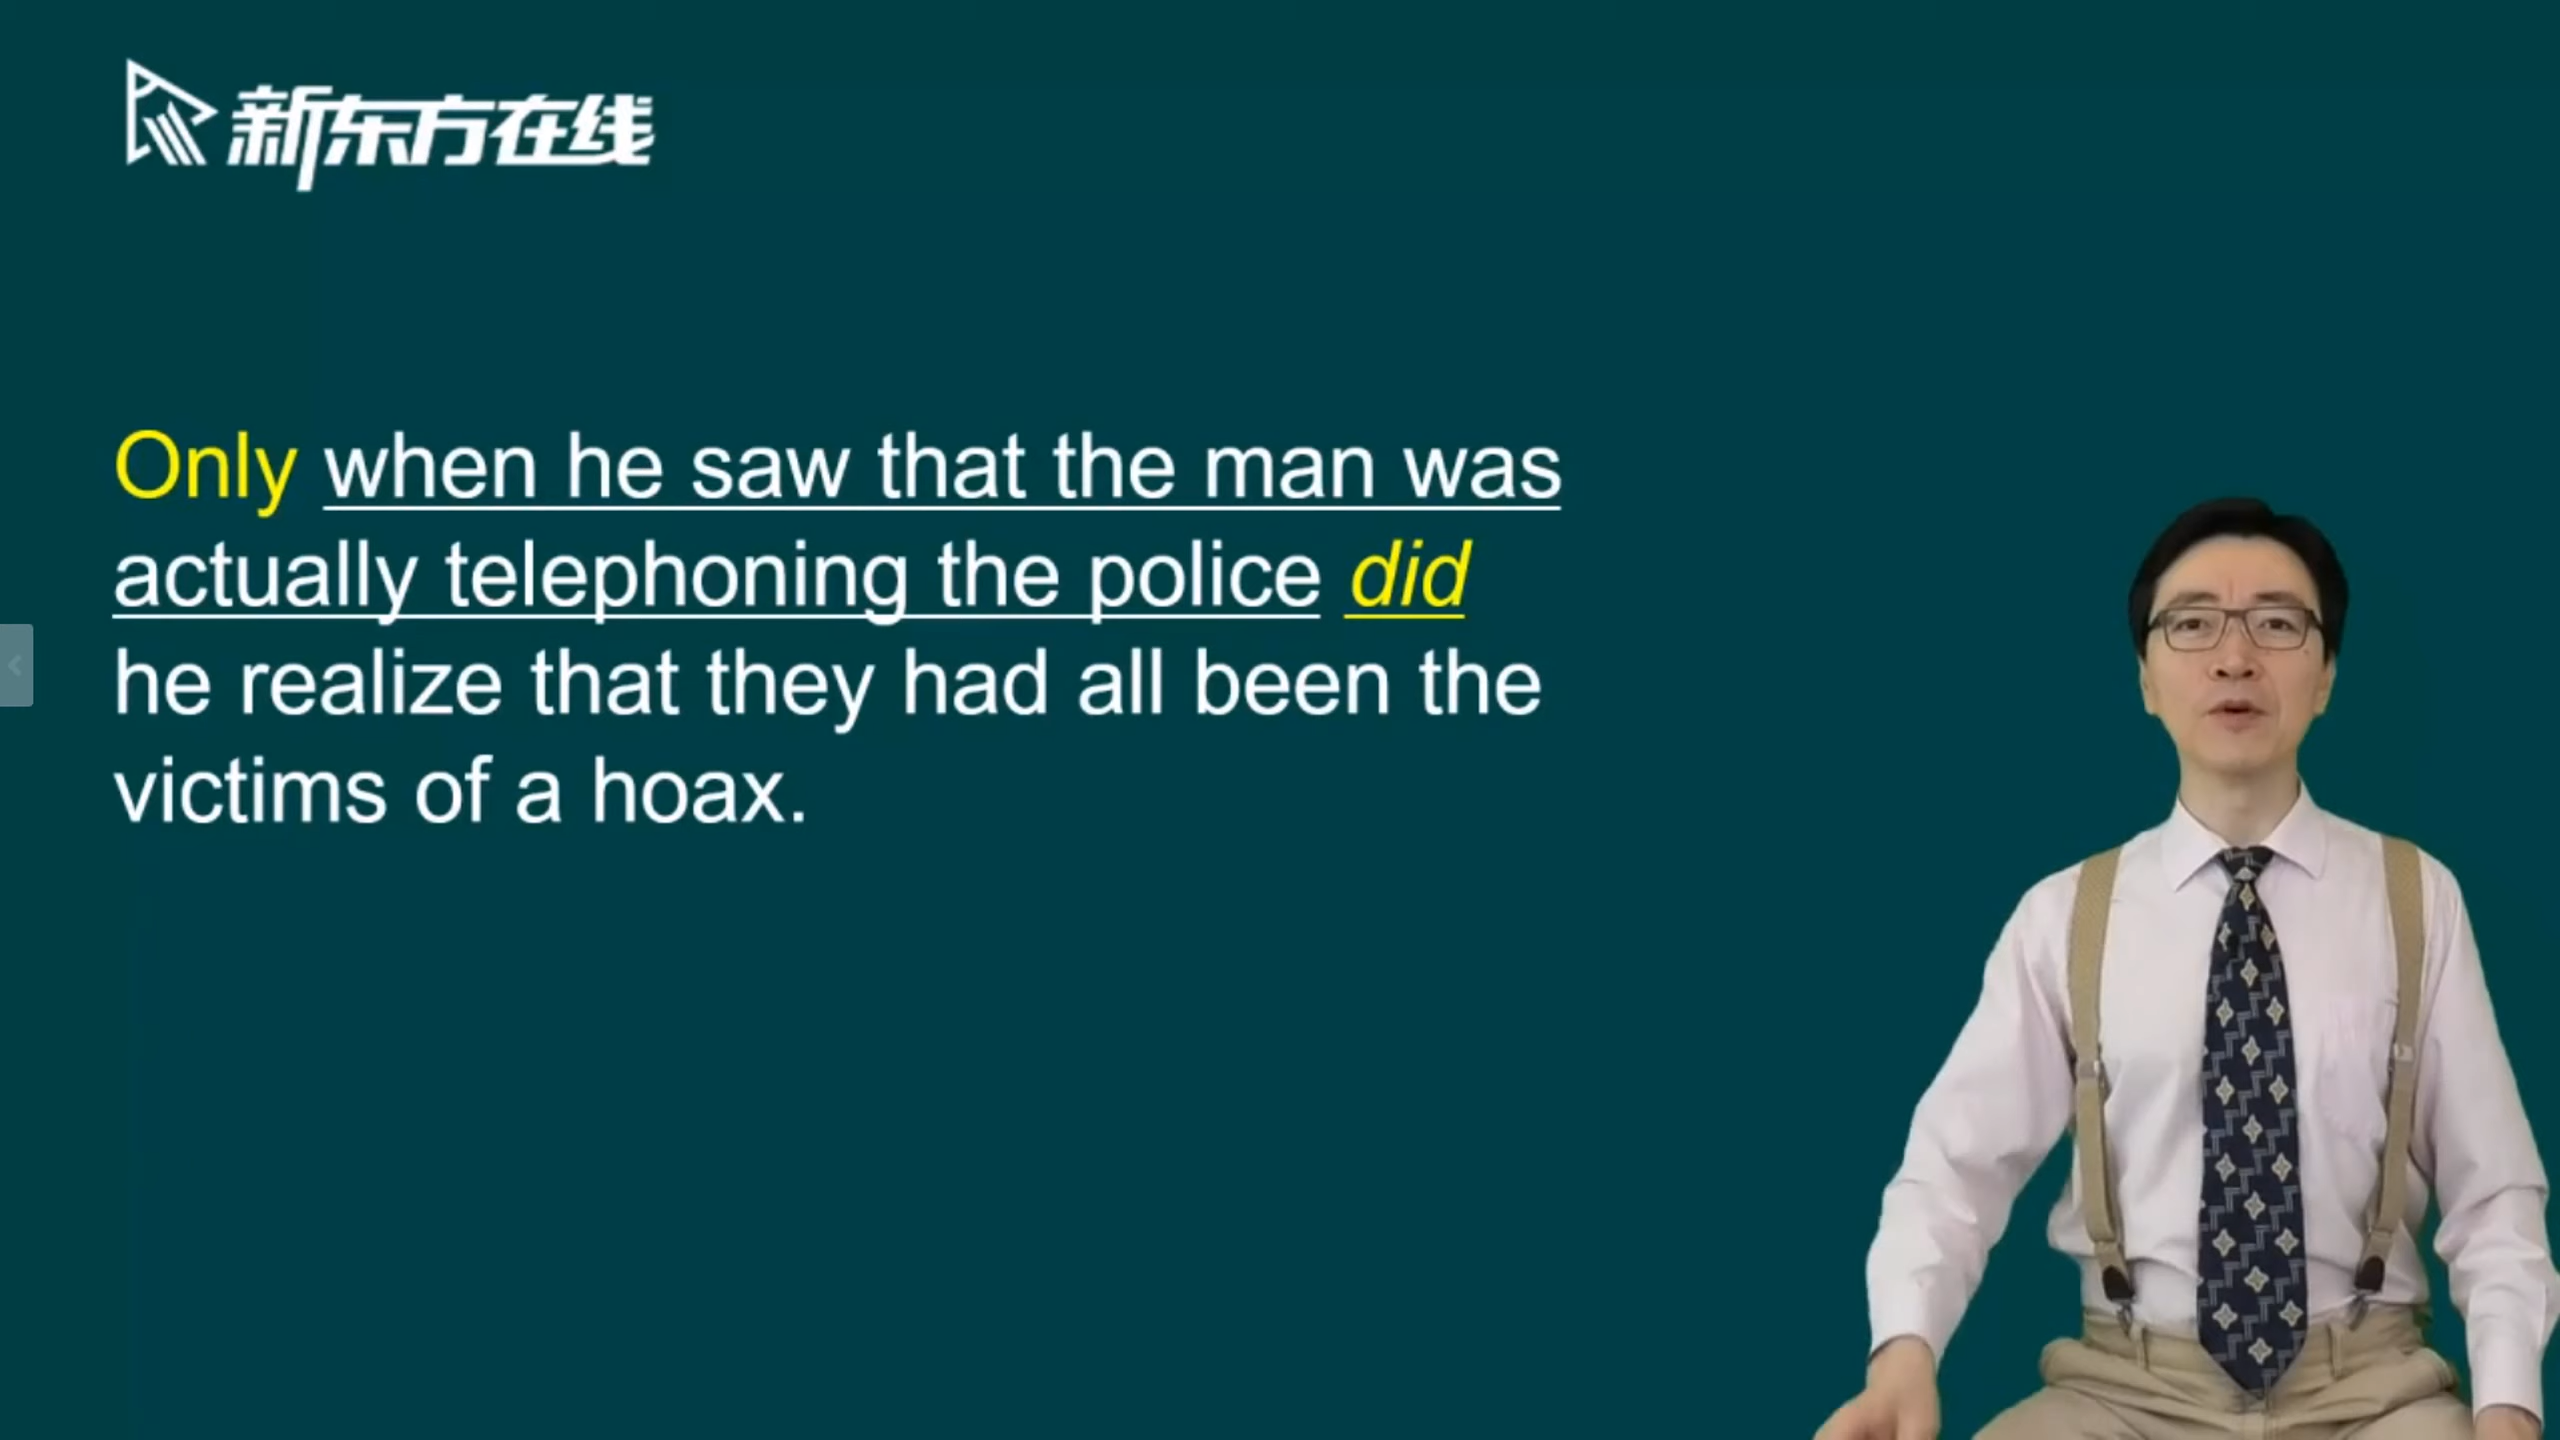 新东方在线
Only when he saw that the man was
actually telephoning the police did
he realize that they had all been the
victims of a hoax.